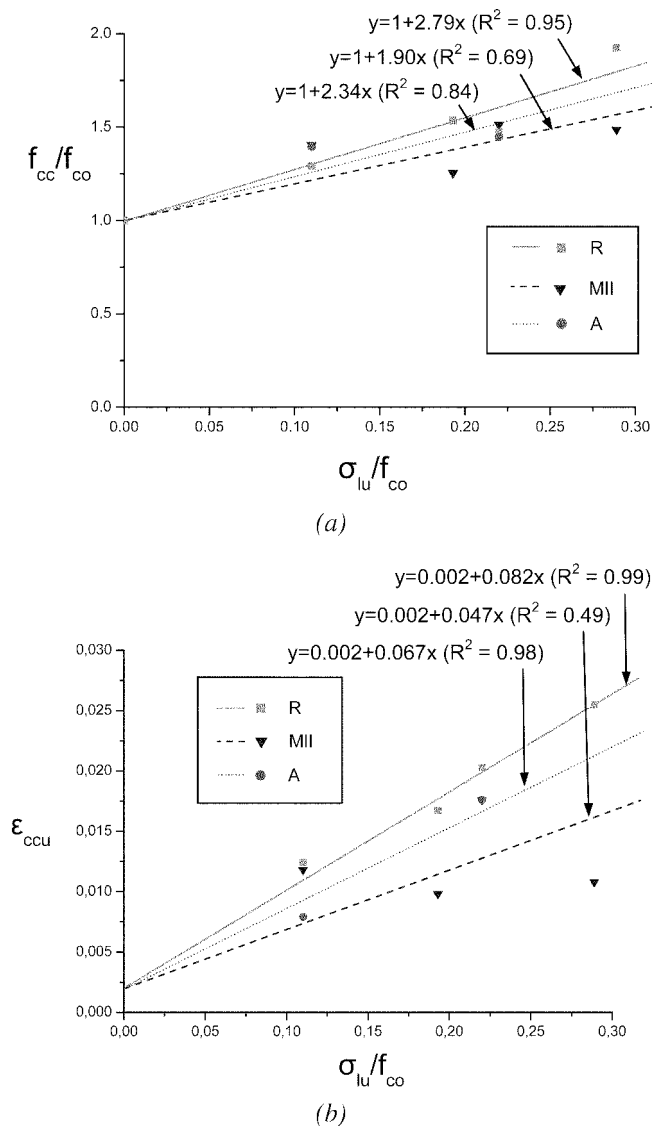 y=1+2.79x (R² = 0.95)
y=1+1.90x (R² = 0.69)
y=1+2.34x (R² = 0.84)
2.0
1.5
1.0
0,5
0.0
f_cc/f_co
R
MII
A
0.00
0.05
0,10
0.15
0,20
0.25
0.30
σ_lu/f_co
(a)
y=0.002+0.082x (R² = 0.99)
y=0.002+0.047x (R² = 0.49)
y=0.002+0.067x (R² = 0.98)
0,030
0,025
0,020
0,015
0,010
0,005
0,000
ε_ccu
R
MII
A
0,00
0,05
0,10
0,15
0,20
0,25
0,30
σ_lu/f_co
(b)